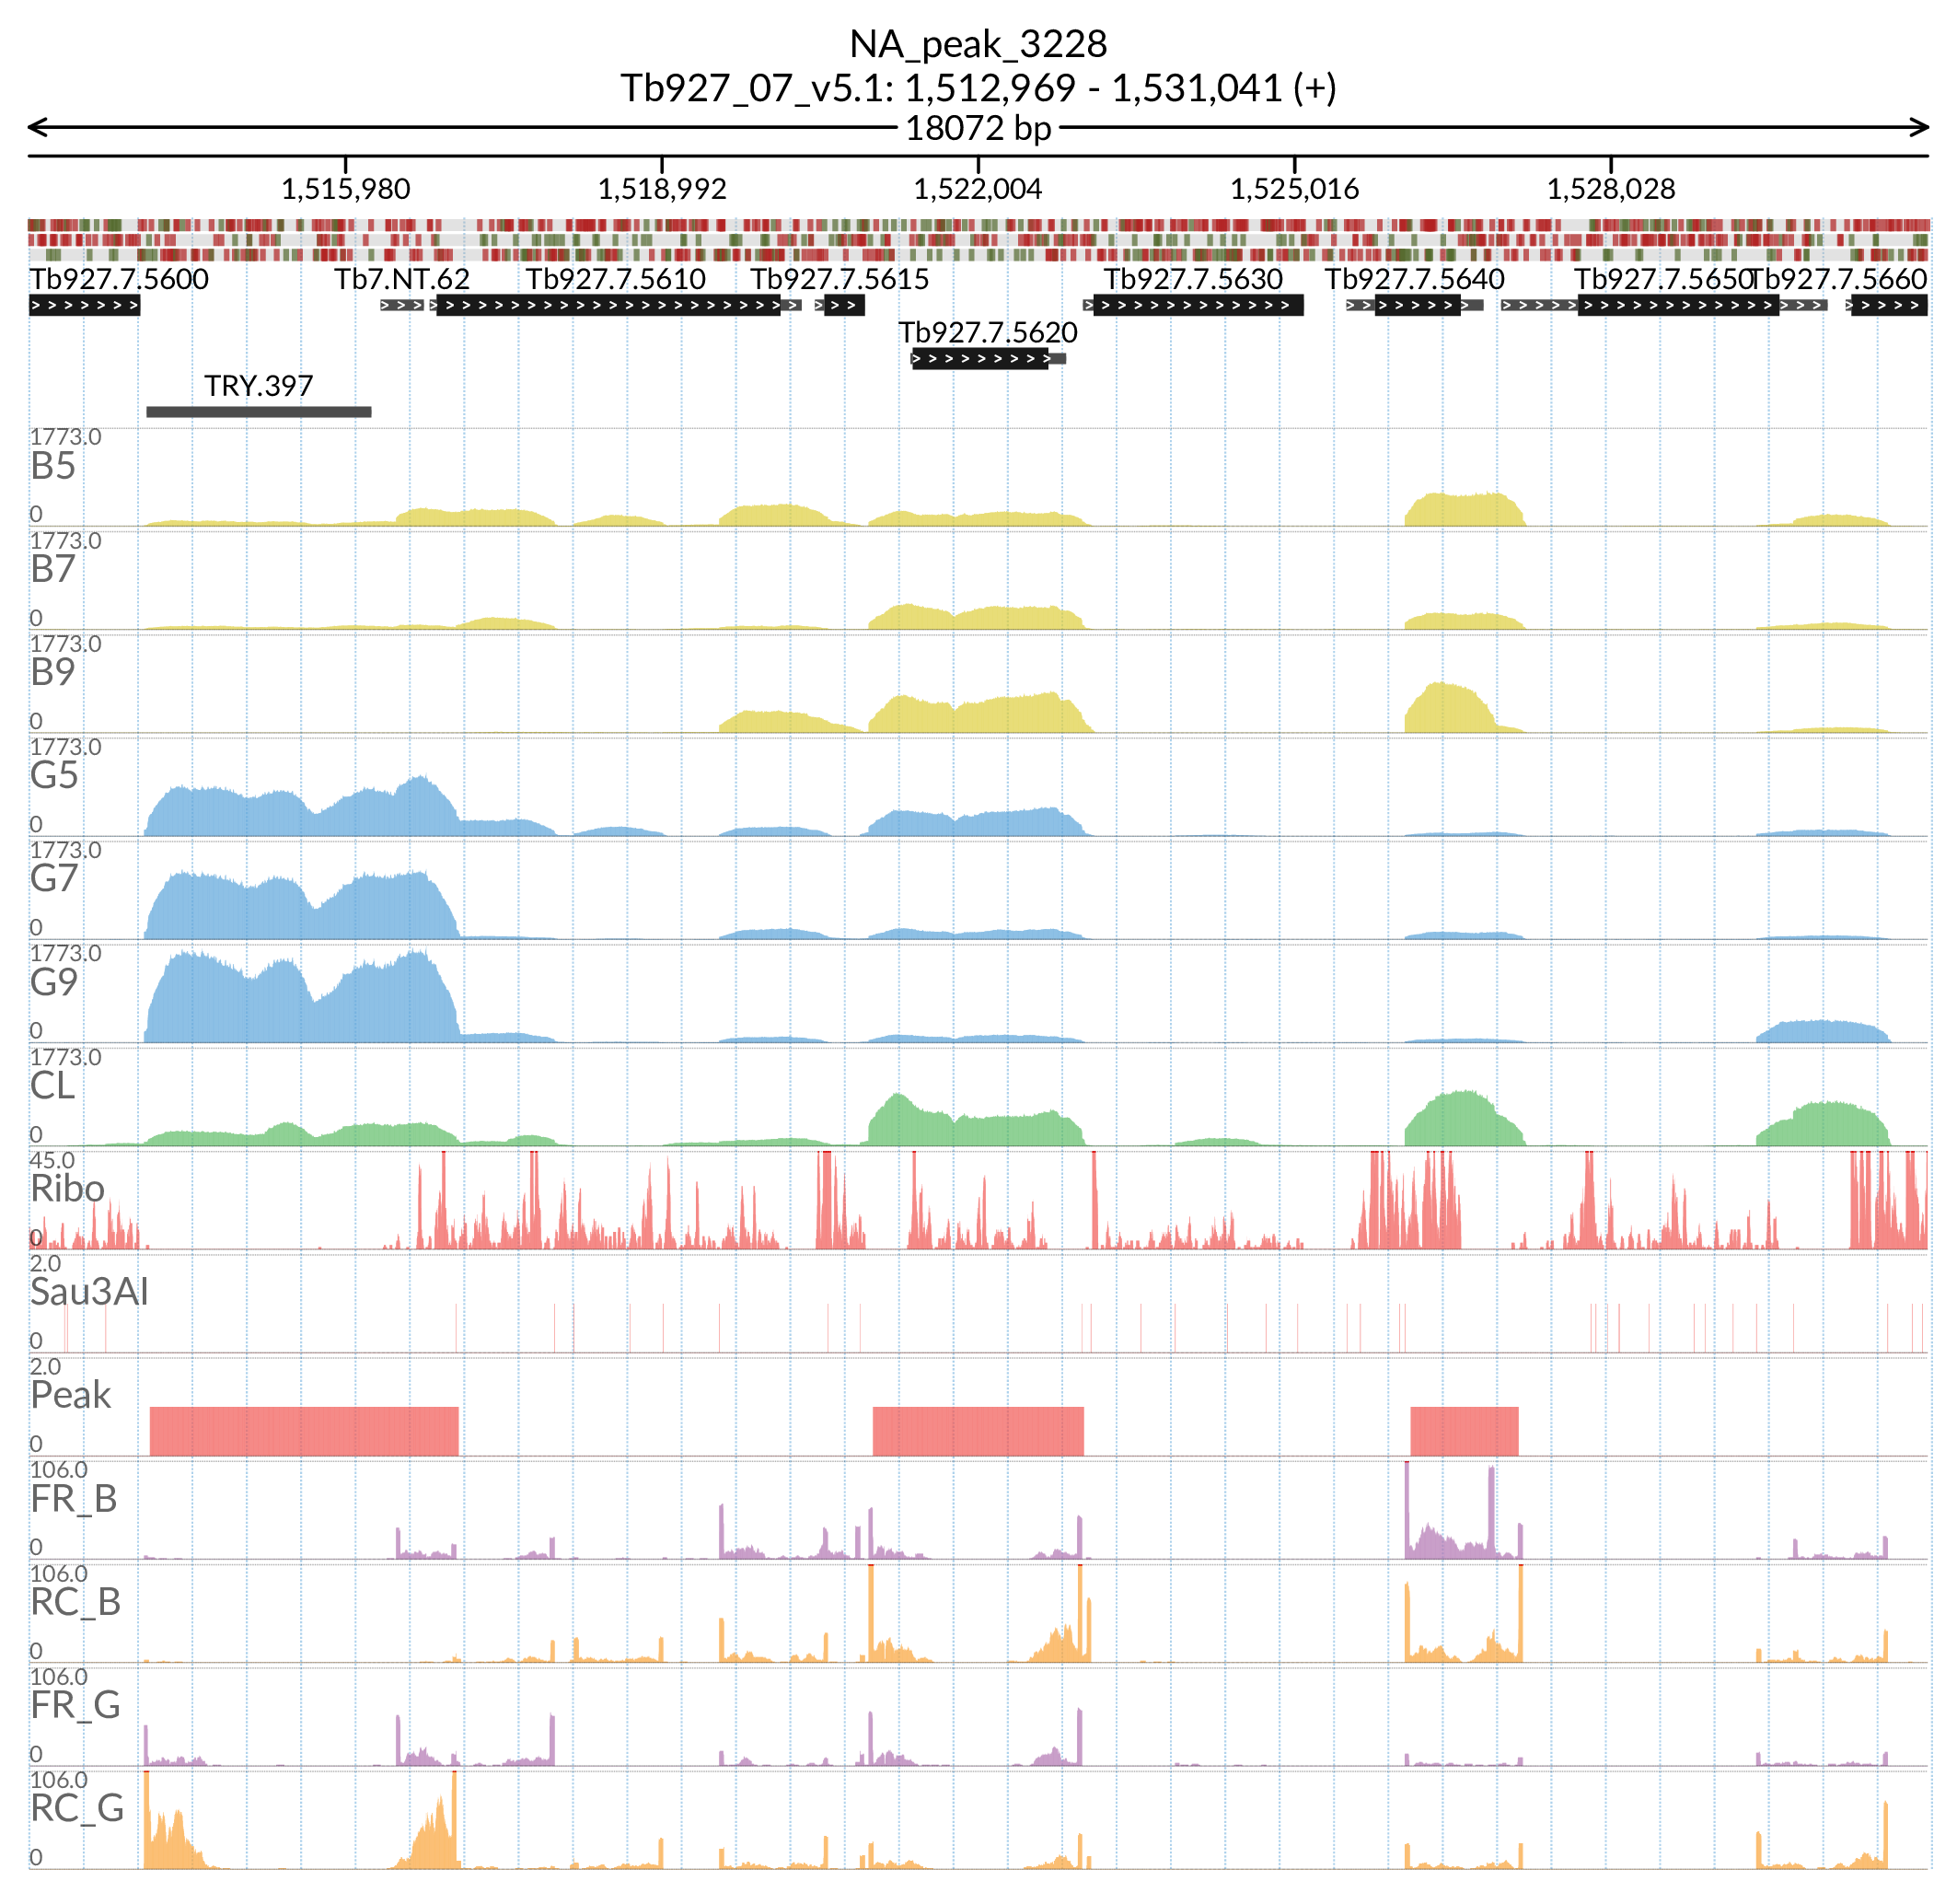 NA_peak_3228
Tb927_07_v5.1: 1,512,969 - 1,531,041 (+)
18072 bp
1,515,980 1,518,992 1,522,004 1,525,016 1,528,028
Tb927.7.5600 Tb7.NT.62 Tb927.7.5610 Tb927.7.5615 Tb927.7.5630 Tb927.7.5640 Tb927.7.5650 Tb927.7.5660
Tb927.7.5620
TRY.397
1773.0
B5
0
1773.0
B7
0
1773.0
B9
0
1773.0
G5
0
1773.0
G7
0
1773.0
G9
0
1773.0
CL
0
45.0
Ribo
0
2.0
Sau3AI
0
2.0
Peak
0
106.0
FR_B
0
106.0
RC_B
0
106.0
FR_G
0
106.0
RC_G
0